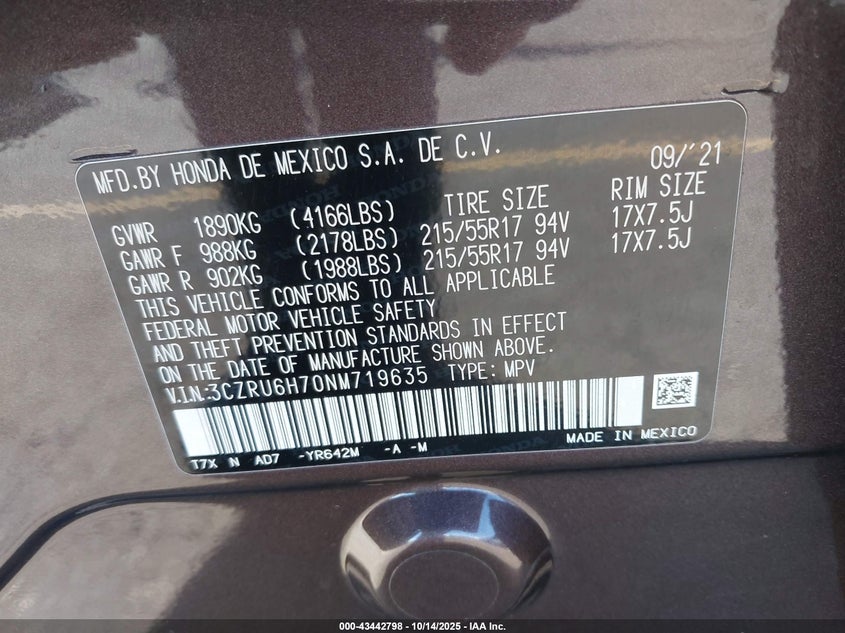 MFD.BY HONDA DE MEXICO S.A. DE C.V. 09/'21
TIRE SIZE RIM SIZE
GVWR 1890KG (4166LBS)
GAWR F 988KG (2178LBS) 215/55R17 94V 17X7.5J
GAWR R 902KG (1988LBS) 215/55R17 94V 17X7.5J
THIS VEHICLE CONFORMS TO ALL APPLICABLE
FEDERAL MOTOR VEHICLE SAFETY
AND THEFT PREVENTION STANDARDS IN EFFECT
ON THE DATE OF MANUFACTURE SHOWN ABOVE.
V.I.N:3CZRU6H70NM719635 TYPE: MPV
T7X N AD7 -YR642M -A -M MADE IN MEXICO
000-43442798 - 10/14/2025 - IAA Inc.